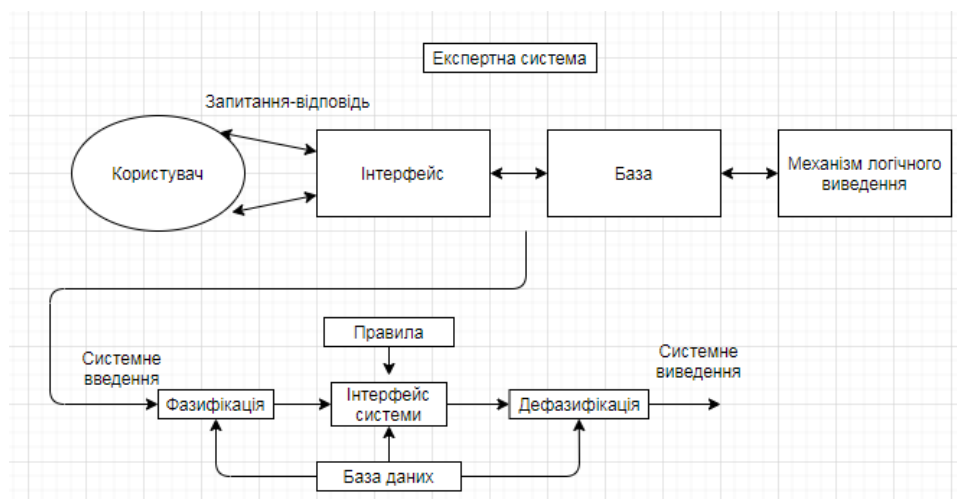 Експертна система
Запитання-відповідь
Користувач
Інтерфейс
База
Механізм логічного
виведення
Правила
Системне
введення
Системне
виведення
Фазифікація
Інтерфейс
системи
Дефазифікація
База даних